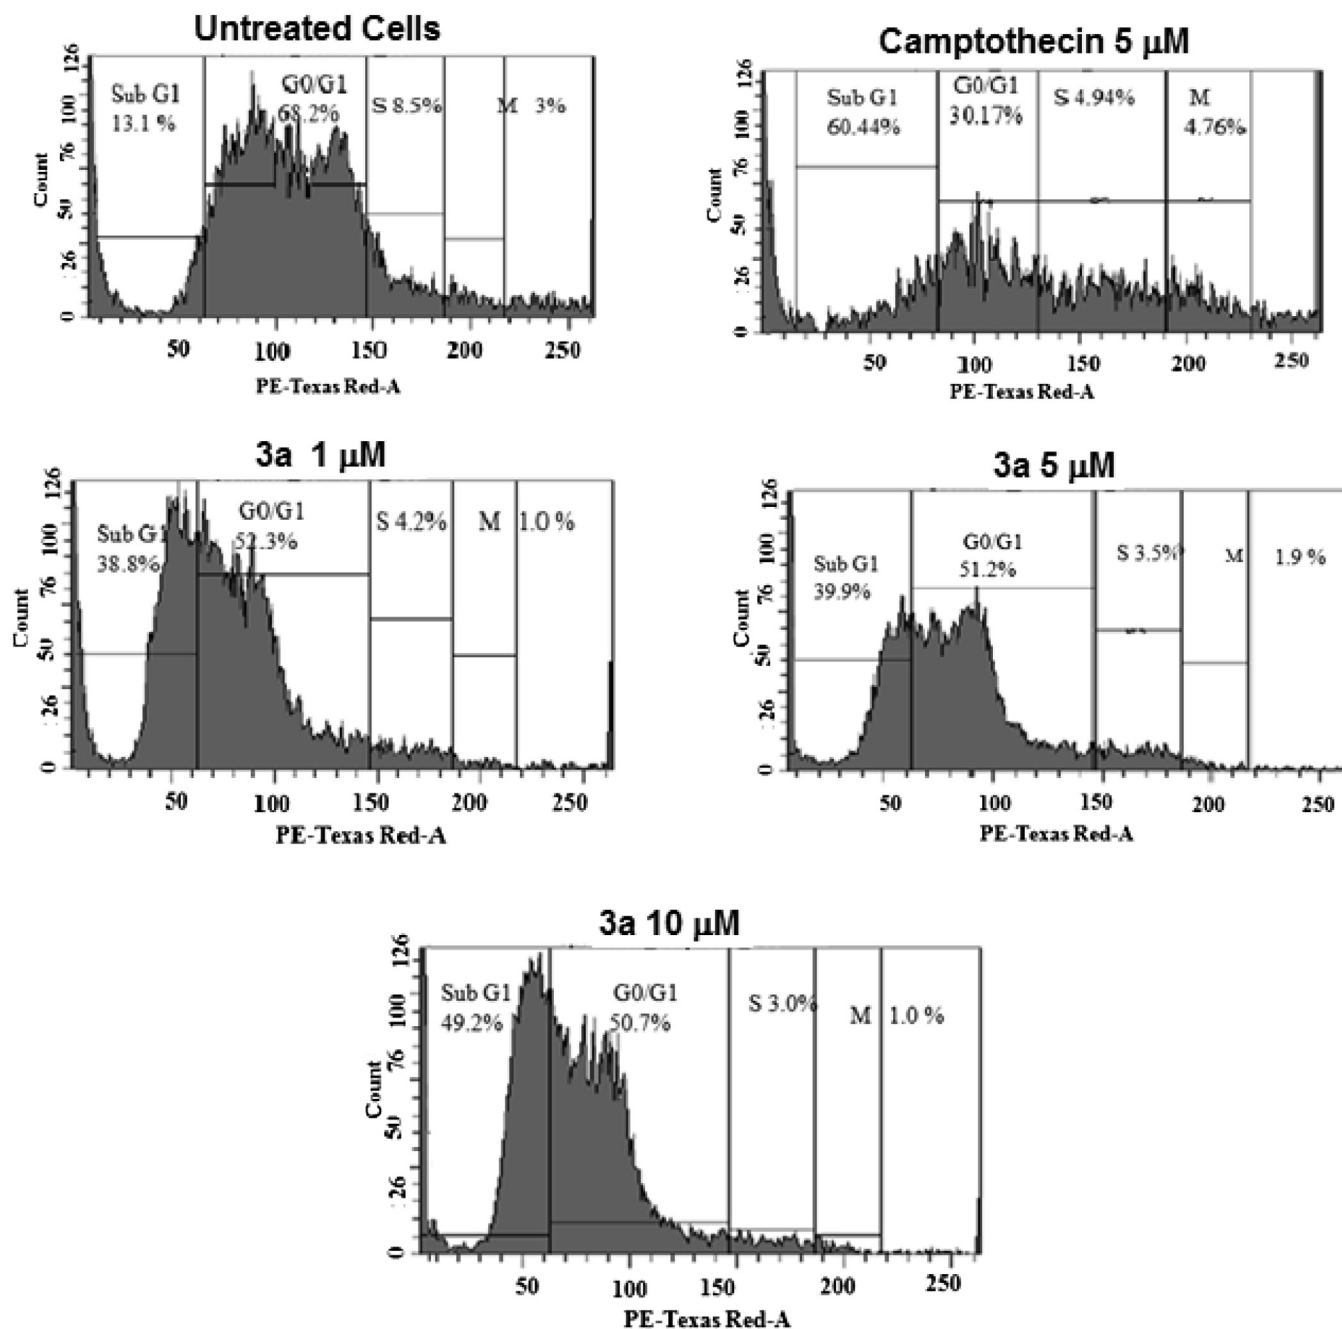 Untreated Cells
126
100
76
50
26
0
Count
Sub G1
13.1 %
G0/G1
68.2%
S 8.5%
M 3%
50 100 150 200 250
PE-Texas Red-A
Camptothecin 5 μM
126
100
76
50
26
0
Count
Sub G1
60.44%
G0/G1
30.17%
S 4.94%
M
4.76%
50 100 150 200 250
PE-Texas Red-A
3a 1 μM
126
100
76
50
26
0
Count
Sub G1
38.8%
G0/G1
52.3%
S 4.2%
M 1.0 %
50 100 150 200 250
PE-Texas Red-A
3a 5 μM
126
100
76
50
26
0
Count
Sub G1
39.9%
G0/G1
51.2%
S 3.5%
M 1.9 %
50 100 150 200 250
PE-Texas Red-A
3a 10 μM
126
100
76
50
26
0
Count
Sub G1
49.2%
G0/G1
50.7%
S 3.0%
M 1.0 %
50 100 150 200 250
PE-Texas Red-A